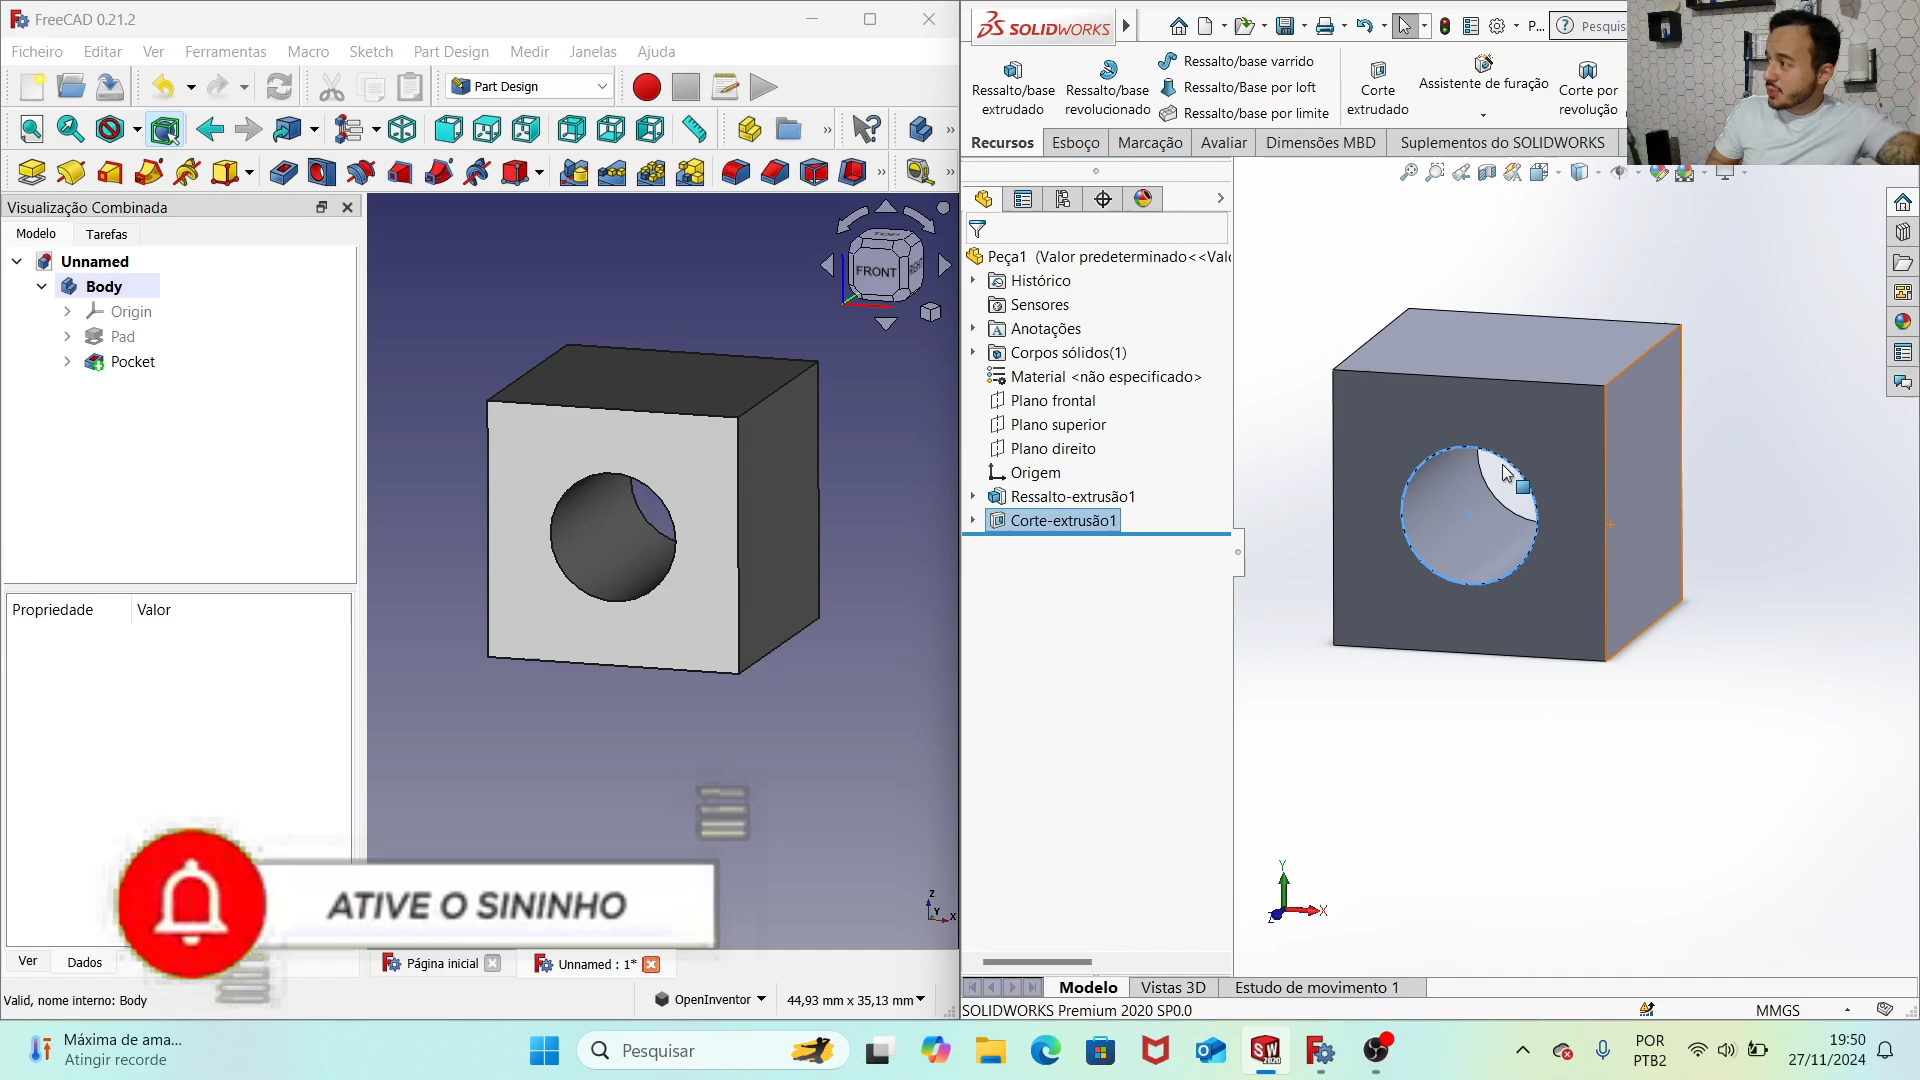 FreeCAD 0.21.2
Ficheiro Editar Ver Ferramentas Macro Sketch Part Design Medir Janelas Ajuda
Part Design
Visualização Combinada
Modelo Tarefas
Unnamed
Body
Origin
Pad
Pocket
Propriedade Valor
TOP
FRONT
RIGHT
Z
Y
X
ATIVE O SININHO
Ver Dados
Página inicial
Unnamed : 1*
Valid, nome interno: Body
OpenInventor
44,93 mm x 35,13 mm
SOLIDWORKS
P...
Pesquis
Ressalto/base extrudado
Ressalto/base revolucionado
Ressalto/base varrido
Ressalto/Base por loft
Ressalto/base por limite
Corte extrudado
Assistente de furação
Corte por revolução
Recursos Esboço Marcação Avaliar Dimensões MBD Suplementos do SOLIDWORKS
Peça1 (Valor predeterminado<<Val
Histórico
Sensores
Anotações
Corpos sólidos(1)
Material <não especificado>
Plano frontal
Plano superior
Plano direito
Origem
Ressalto-extrusão1
Corte-extrusão1
Y
X
Z
Modelo Vistas 3D Estudo de movimento 1
SOLIDWORKS Premium 2020 SP0.0
MMGS
Máxima de ama...
Atingir recorde
Pesquisar
SW
2020
POR
PTB2
19:50
27/11/2024